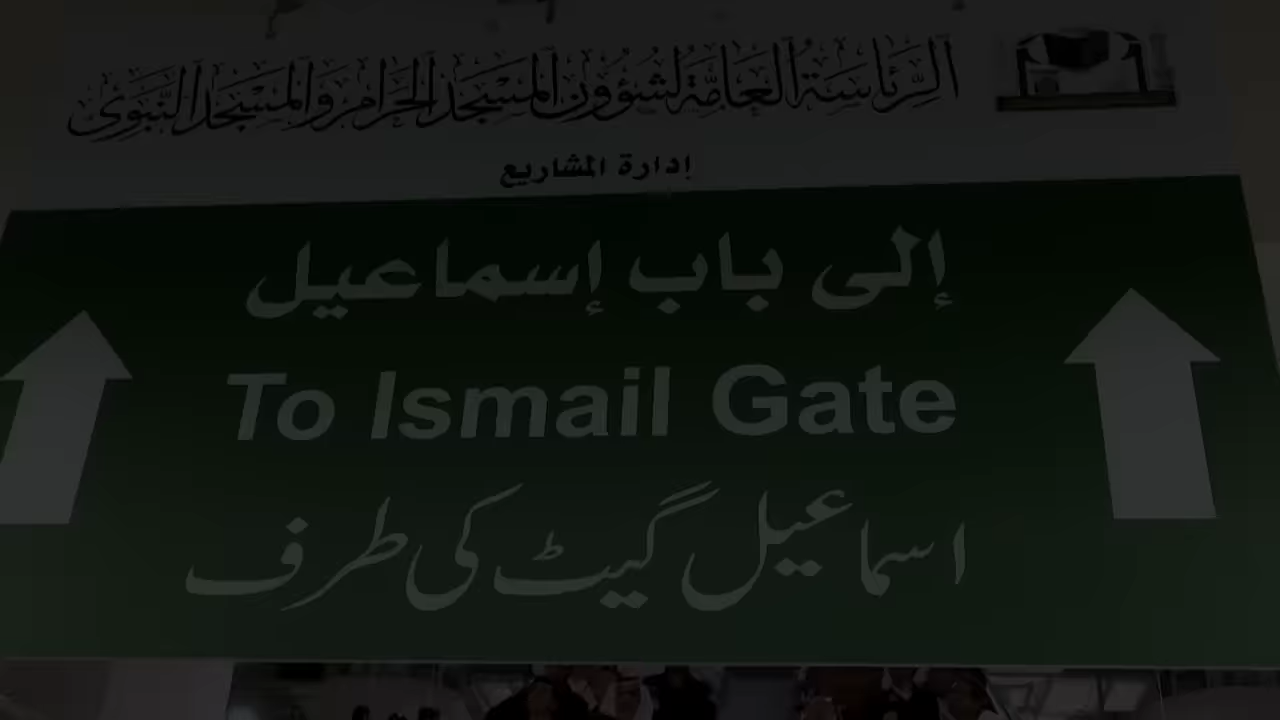 الرئاسة العامة لشؤون المسجد الحرام والمسجد النبوي
إدارة المشاريع
إلى باب إسماعيل
To Ismail Gate
اسماعیل گیٹ کی طرف